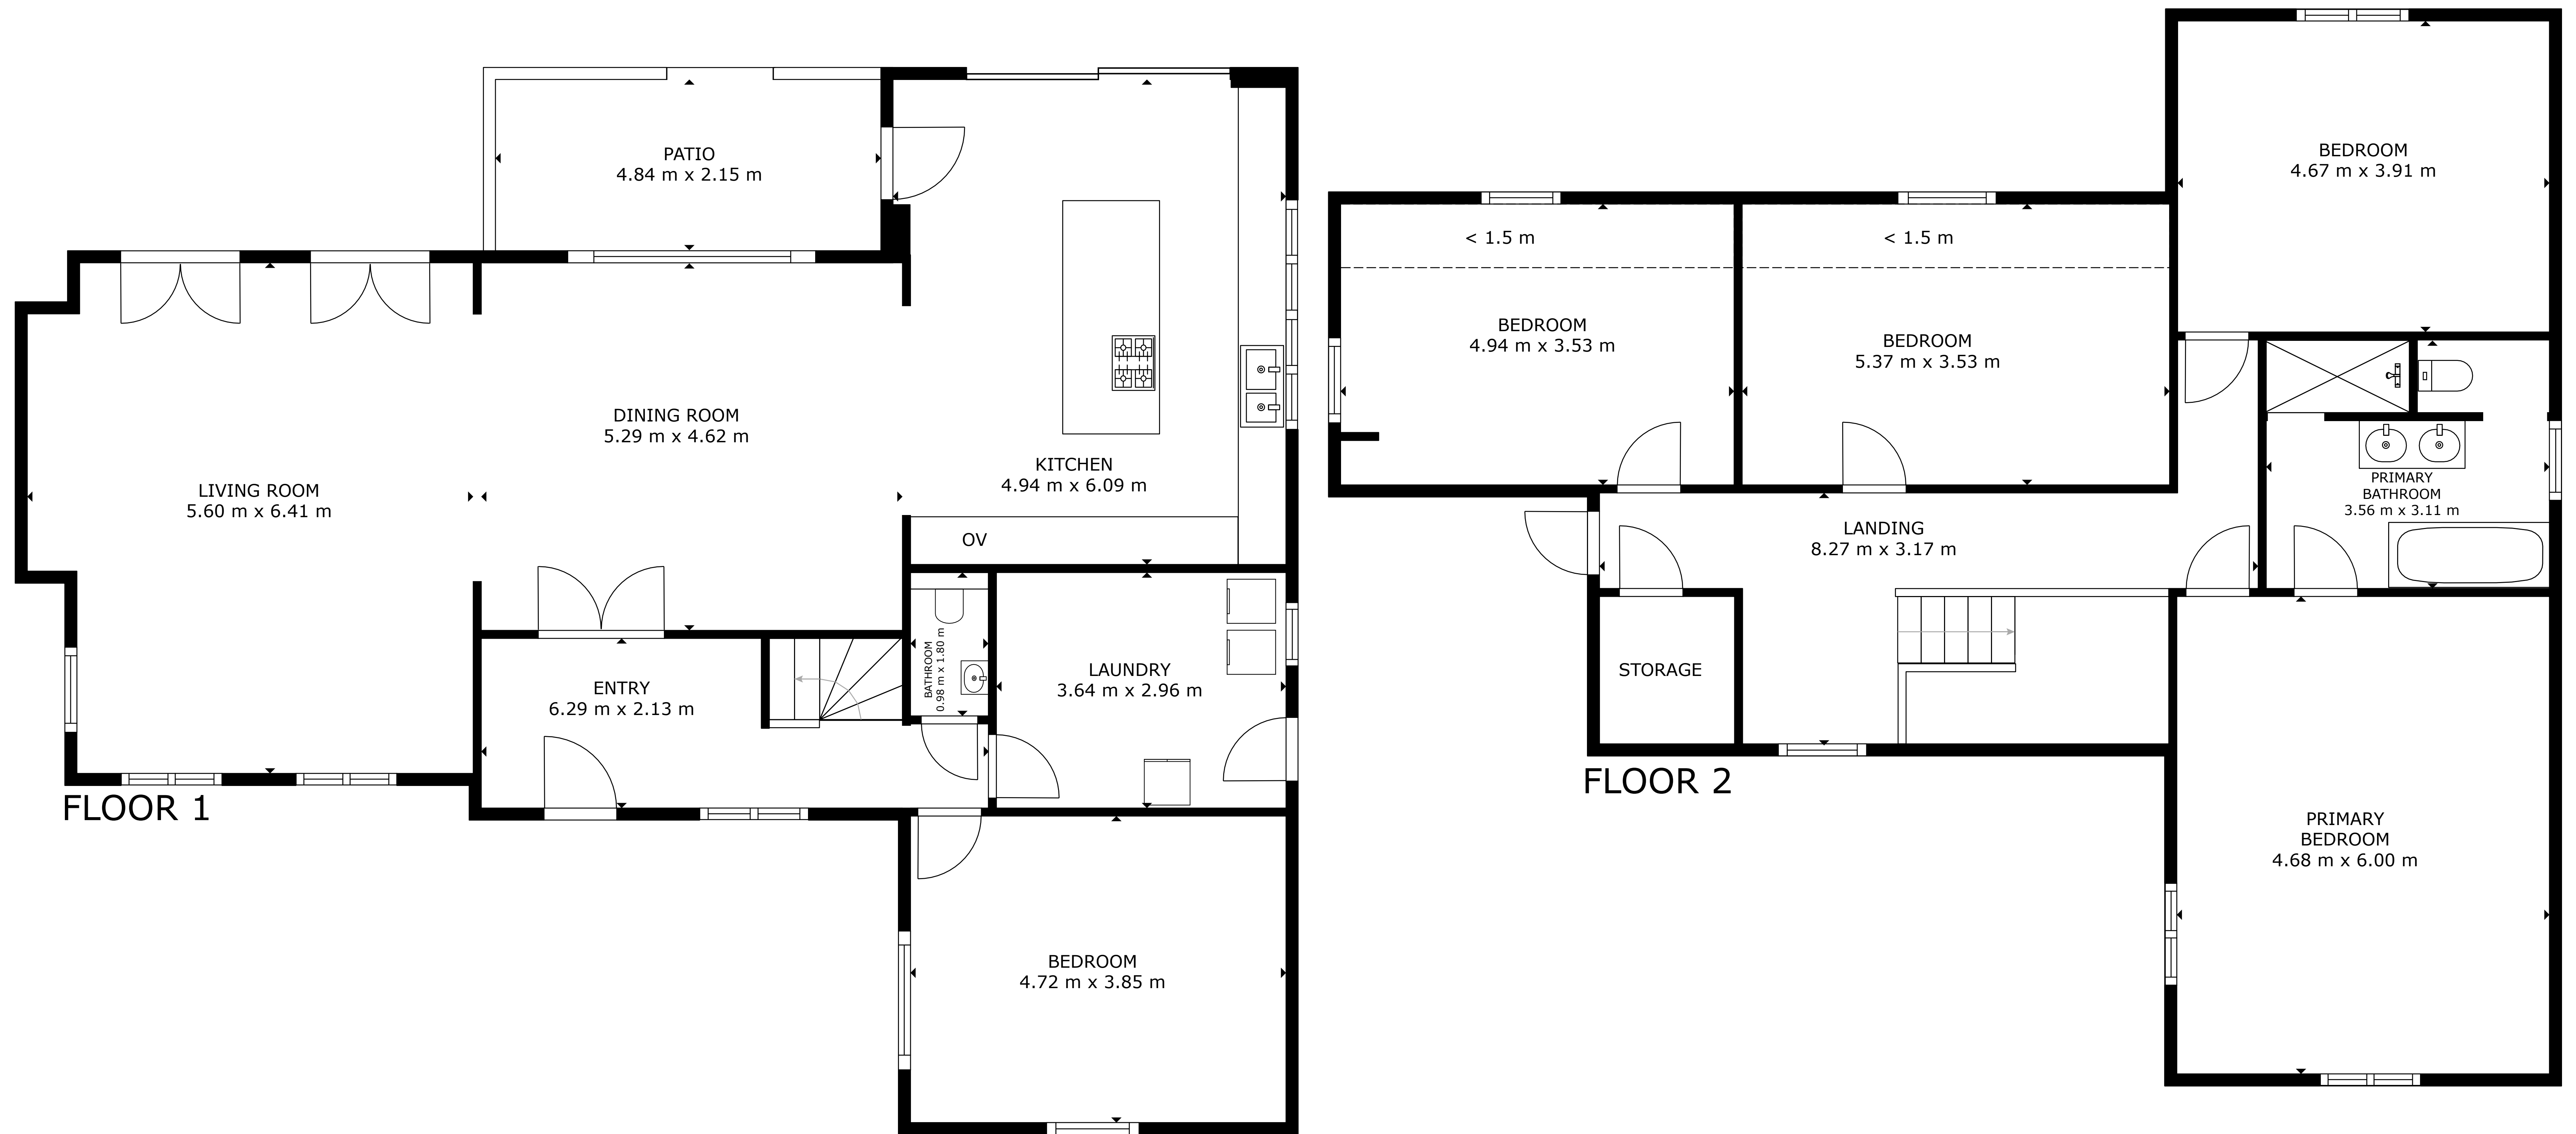 PATIO
4.84 m x 2.15 m
LIVING ROOM
5.60 m x 6.41 m
DINING ROOM
5.29 m x 4.62 m
KITCHEN
4.94 m x 6.09 m
OV
ENTRY
6.29 m x 2.13 m
BATHROOM
0.98 m x 1.80 m
LAUNDRY
3.64 m x 2.96 m
BEDROOM
4.72 m x 3.85 m
FLOOR 1
BEDROOM
4.67 m x 3.91 m
< 1.5 m
< 1.5 m
BEDROOM
4.94 m x 3.53 m
BEDROOM
5.37 m x 3.53 m
PRIMARY
BATHROOM
3.56 m x 3.11 m
LANDING
8.27 m x 3.17 m
STORAGE
PRIMARY
BEDROOM
4.68 m x 6.00 m
FLOOR 2